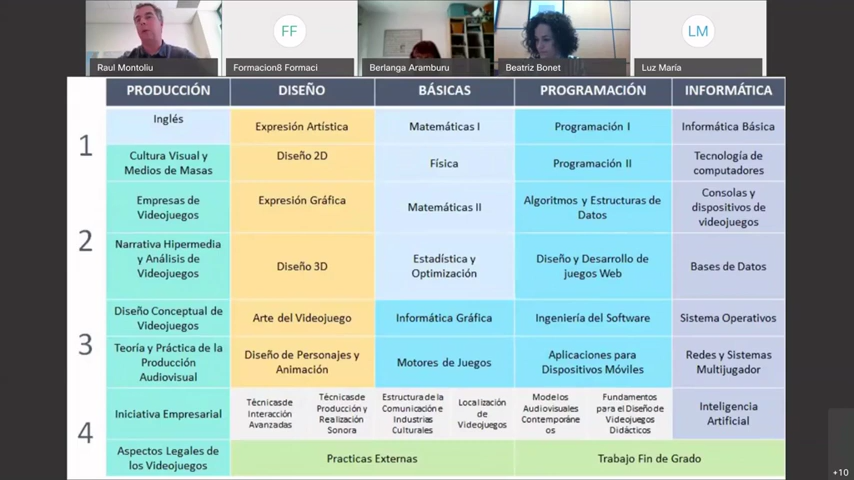 FF
LM
Raul Montoliu
Formacion8 Formaci
Berlanga Aramburu
Beatriz Bonet
Luz María
PRODUCCIÓN
DISEÑO
BÁSICAS
PROGRAMACIÓN
INFORMÁTICA
1
Inglés
Expresión Artística
Matemáticas I
Programación I
Informática Básica
Cultura Visual y
Medios de Masas
Diseño 2D
Física
Programación II
Tecnología de
computadores
2
Empresas de
Videojuegos
Expresión Gráfica
Matemáticas II
Algoritmos y Estructuras de
Datos
Consolas y
dispositivos de
videojuegos
Narrativa Hipermedia
y Análisis de
Videojuegos
Diseño 3D
Estadística y
Optimización
Diseño y Desarrollo de
juegos Web
Bases de Datos
3
Diseño Conceptual de
Videojuegos
Arte del Videojuego
Informática Gráfica
Ingeniería del Software
Sistema Operativos
Teoría y Práctica de la
Producción
Audiovisual
Diseño de Personajes y
Animación
Motores de Juegos
Aplicaciones para
Dispositivos Móviles
Redes y Sistemas
Multijugador
4
Iniciativa Empresarial
Técnicas de
Interacción
Avanzadas
Técnicas de
Producción y
Realización
Sonora
Estructura de la
Comunicación e
Industrias
Culturales
Localización
de
Videojuegos
Modelos
Audiovisuales
Contemporáne
os
Fundamentos
para el Diseño de
Videojuegos
Didácticos
Inteligencia
Artificial
Aspectos Legales de
los Videojuegos
Practicas Externas
Trabajo Fin de Grado
+10